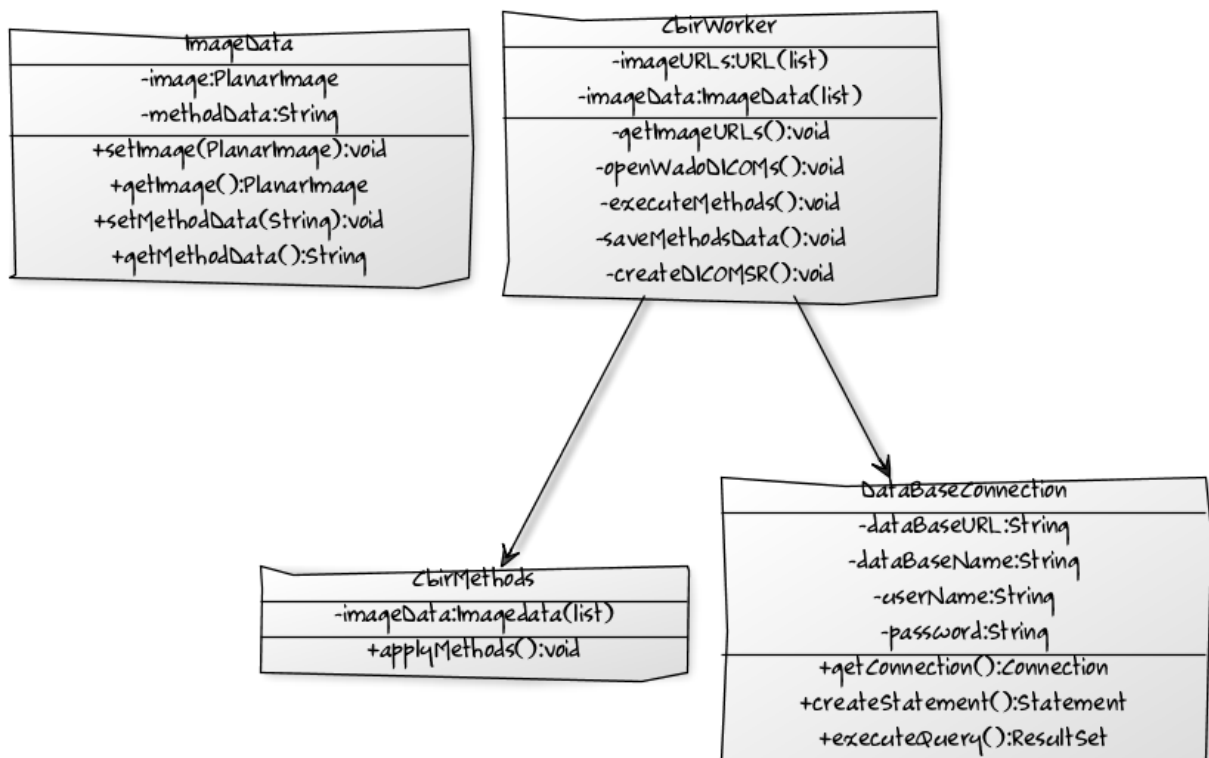 ImageData
-image:PlanarImage
-methodData:String
+setImage(PlanarImage):void
+getImage():PlanarImage
+setMethodData(String):void
+getMethodData():String
CbirWorker
-imageURLs:URL(list)
-imageData:ImageData(list)
-getImageURLs():void
-openWadoDICOMs():void
-executeMethods():void
-saveMethodsData():void
-createDICOMSR():void
CbirMethods
-imageData:Imagedata(list)
+applyMethods():void
DataBaseConnection
-dataBaseURL:String
-dataBaseName:String
-userName:String
-password:String
+getConnection():Connection
+createStatement():Statement
+executeQuery():ResultSet